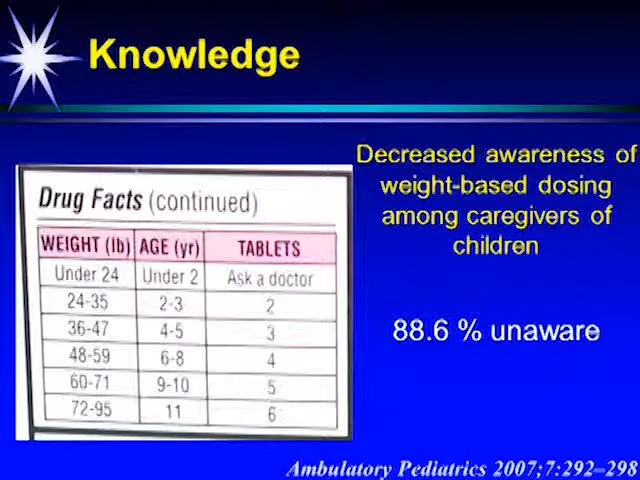 Knowledge
Decreased awareness of
weight-based dosing
among caregivers of
children
88.6 % unaware
Drug Facts (continued)
WEIGHT (lb) AGE (yr) TABLETS
Under 24 Under 2 Ask a doctor
24-35 2-3 2
36-47 4-5 3
48-59 6-8 4
60-71 9-10 5
72-95 11 6
Ambulatory Pediatrics 2007;7:292–298